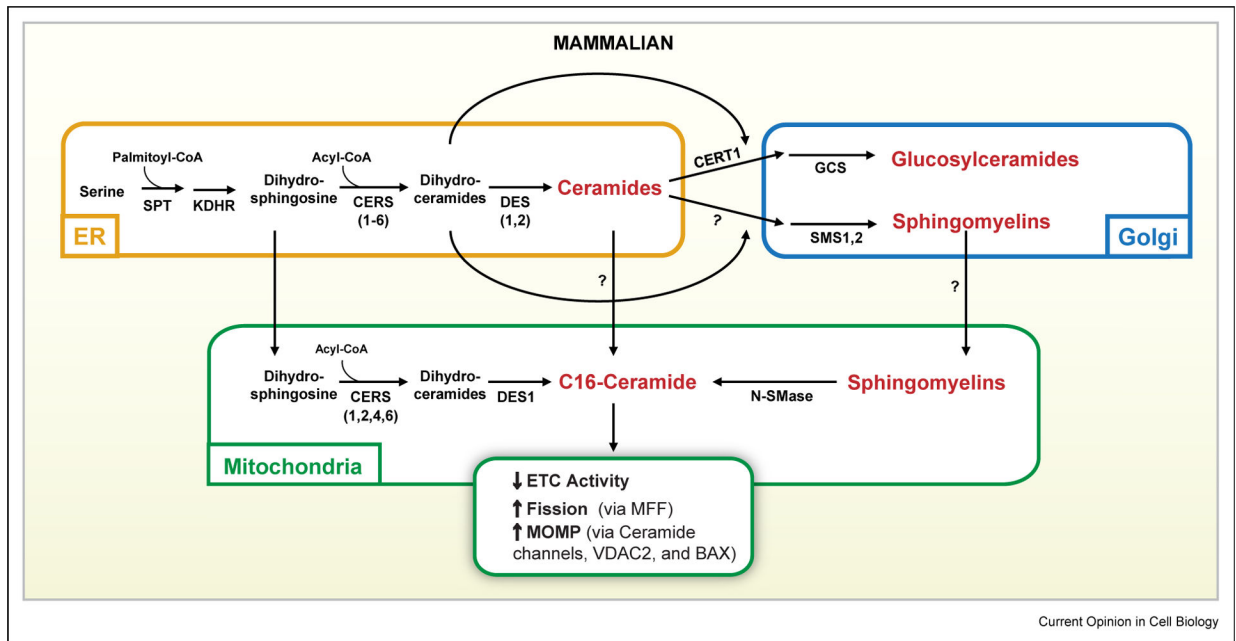 MAMMALIAN
Palmitoyl-CoA
Serine
SPT
KDHR
Dihydro-
sphingosine
Acyl-CoA
CERS
(1-6)
Dihydro-
ceramides
DES
(1,2)
Ceramides
ER
CERT1
?
GCS
Glucosylceramides
SMS1,2
Sphingomyelins
Golgi
?
?
Dihydro-
sphingosine
Acyl-CoA
CERS
(1,2,4,6)
Dihydro-
ceramides
DES1
C16-Ceramide
N-SMase
Sphingomyelins
Mitochondria
↓ ETC Activity
↑ Fission (via MFF)
↑ MOMP (via Ceramide
channels, VDAC2, and BAX)
Current Opinion in Cell Biology